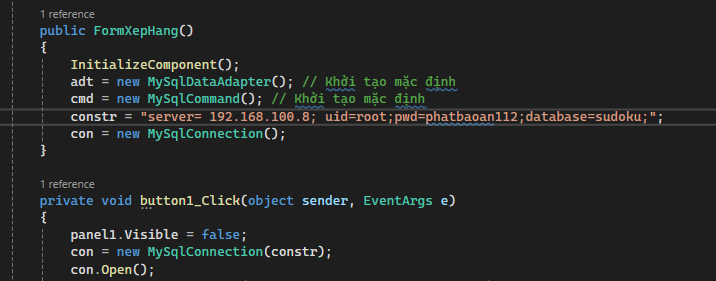 1 reference
public FormXepHang()
{
InitializeComponent();
adt = new MySqlDataAdapter(); // Khởi tạo mặc định
cmd = new MySqlCommand(); // Khởi tạo mặc định
constr = "server= 192.168.100.8; uid=root;pwd=phatbaoan112;database=sudoku;";
con = new MySqlConnection();
}
1 reference
private void button1_Click(object sender, EventArgs e)
{
panel1.Visible = false;
con = new MySqlConnection(constr);
con.Open();